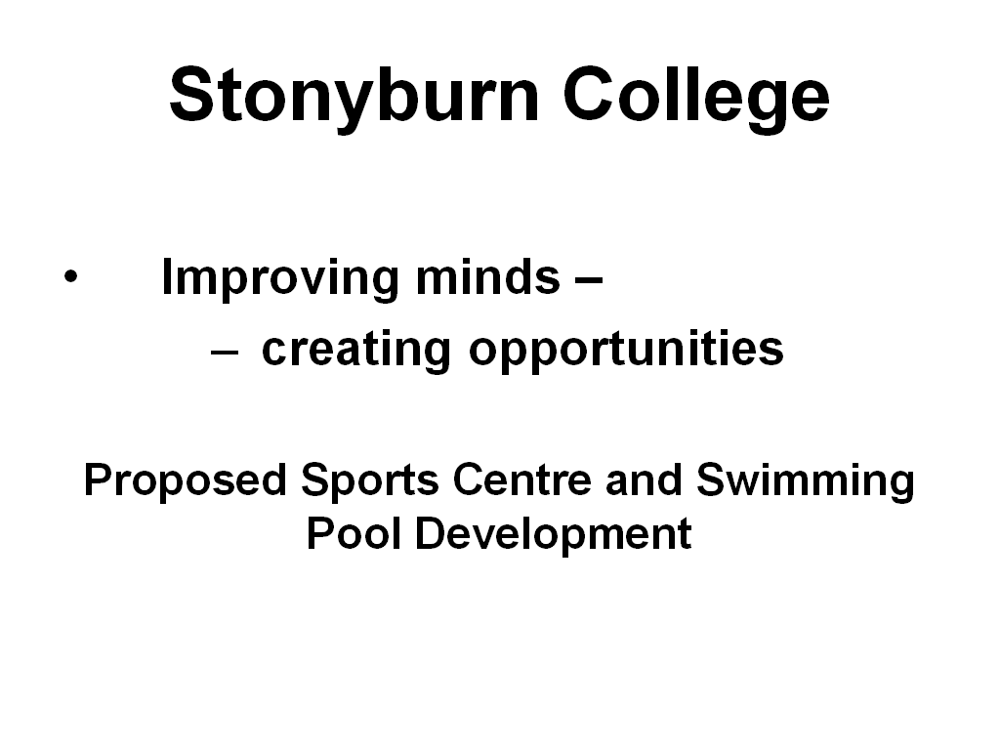 Stonyburn College
• Improving minds –
– creating opportunities
Proposed Sports Centre and Swimming
Pool Development